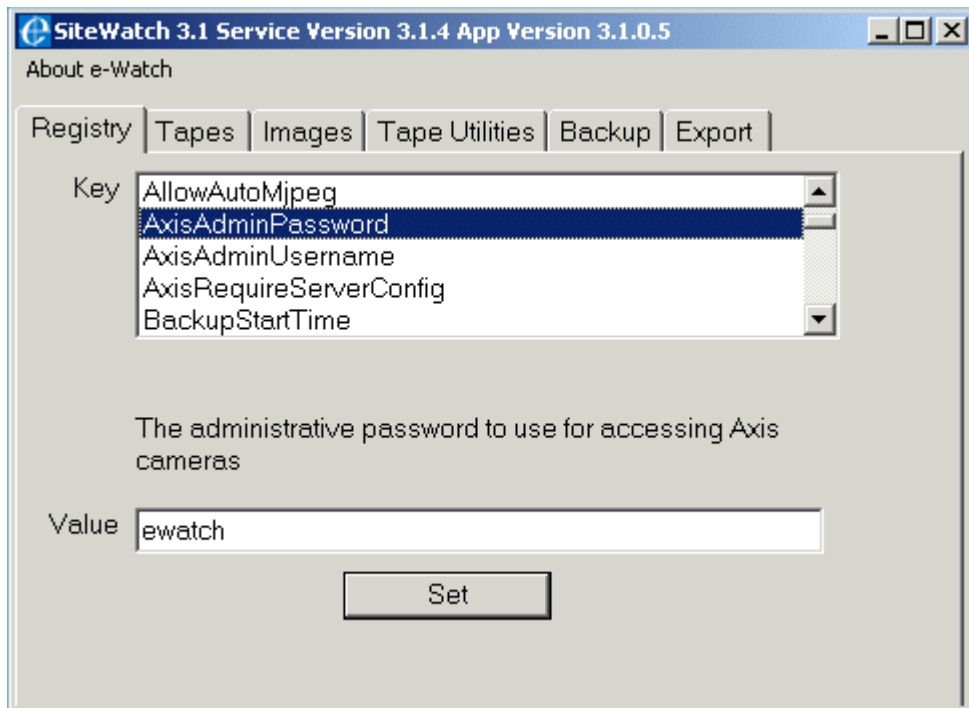 SiteWatch 3.1 Service Version 3.1.4 App Version 3.1.0.5
About e-Watch
Registry Tapes Images Tape Utilities Backup Export
Key
AllowAutoMjpeg
AxisAdminPassword
AxisAdminUsername
AxisRequireServerConfig
BackupStartTime
The administrative password to use for accessing Axis
cameras
Value ewatch
Set